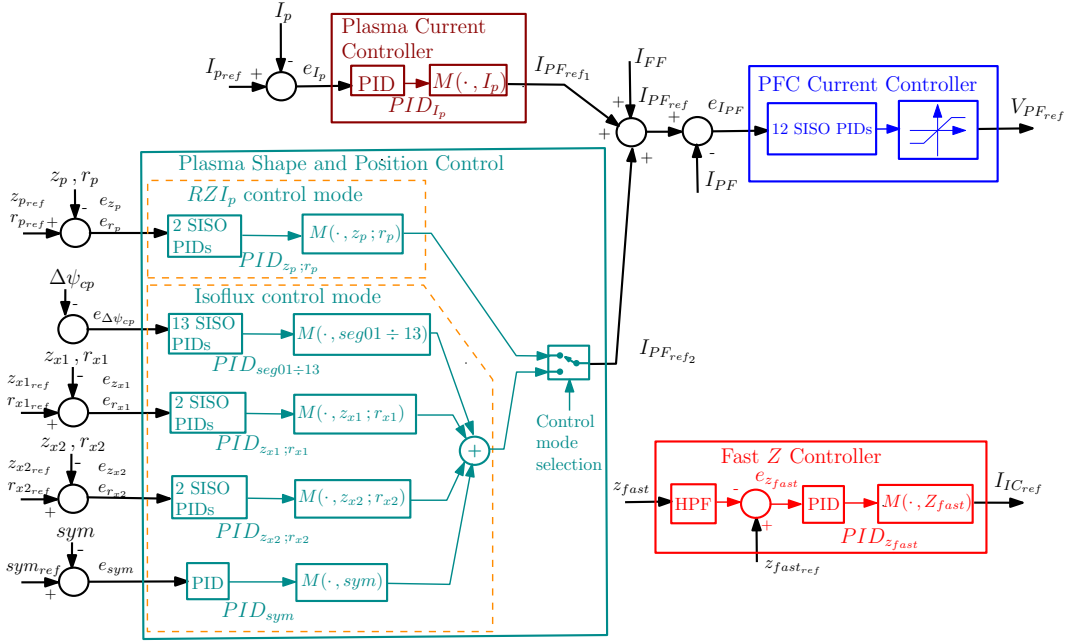 I_p
-
I_{p_{ref}} +
e_{I_p}
Plasma Current
Controller
PID
M(·, I_p)
PID_{I_p}
I_{PF_{ref_1}}
I_{FF}
+
+
+
I_{PF_{ref}}
+
-
e_{I_{PF}}
I_{PF}
PFC Current Controller
12 SISO PIDs
V_{PF_{ref}}
Plasma Shape and Position Control
RZI_p control mode
z_p, r_p
-
z_{p_{ref}}
r_{p_{ref}} +
e_{z_p}
e_{r_p}
2 SISO
PIDs
M(·, z_p; r_p)
PID_{z_p; r_p}
Isoflux control mode
Δψ_{cp}
-
e_{Δψ_{cp}}
13 SISO
PIDs
M(·, seg01 ÷ 13)
PID_{seg01÷13}
z_{x1}, r_{x1}
-
z_{x1_{ref}}
r_{x1_{ref}}
+
e_{z_{x1}}
e_{r_{x1}}
2 SISO
PIDs
M(·, z_{x1}; r_{x1})
PID_{z_{x1}; r_{x1}}
z_{x2}, r_{x2}
-
z_{x2_{ref}}
r_{x2_{ref}}
+
e_{z_{x2}}
e_{r_{x2}}
2 SISO
PIDs
M(·, z_{x2}; r_{x2})
PID_{z_{x2}; r_{x2}}
sym
-
sym_{ref}
+
e_{sym}
PID
M(·, sym)
PID_{sym}
+
Control
mode
selection
I_{PF_{ref_2}}
Fast Z Controller
z_{fast}
HPF
-
e_{z_{fast}}
+
PID
M(·, Z_{fast})
PID_{z_{fast}}
I_{IC_{ref}}
z_{fast_{ref}}